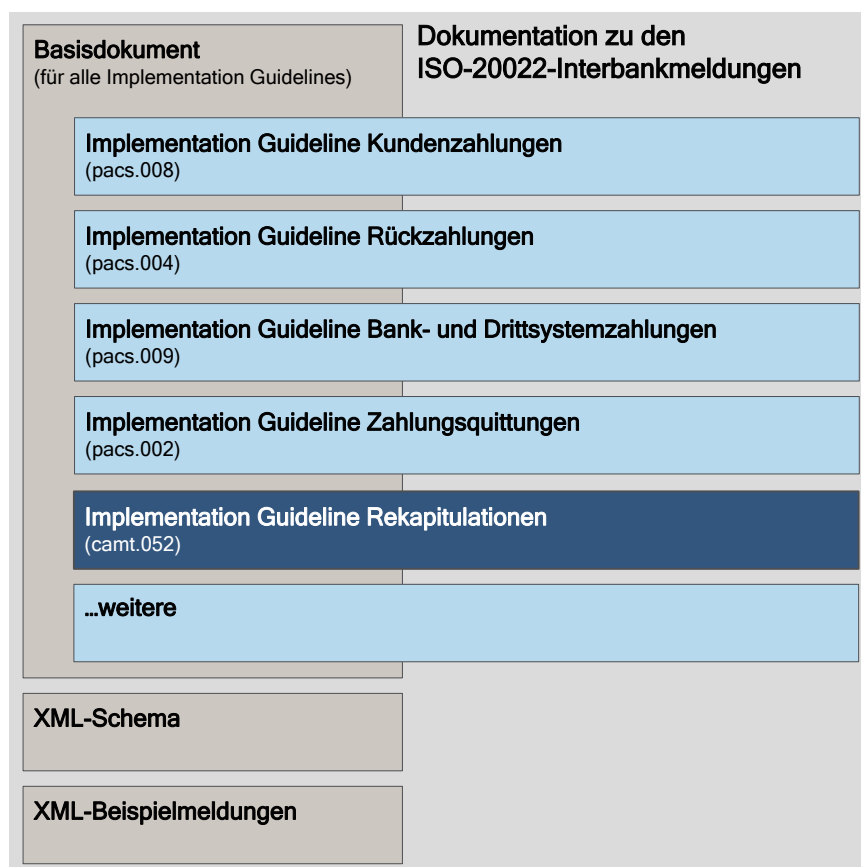 Basisdokument
(für alle Implementation Guidelines)
Dokumentation zu den
ISO-20022-Interbankmeldungen
Implementation Guideline Kundenzahlungen
(pacs.008)
Implementation Guideline Rückzahlungen
(pacs.004)
Implementation Guideline Bank- und Drittsystemzahlungen
(pacs.009)
Implementation Guideline Zahlungsquittungen
(pacs.002)
Implementation Guideline Rekapitulationen
(camt.052)
...weitere
XML-Schema
XML-Beispielmeldungen